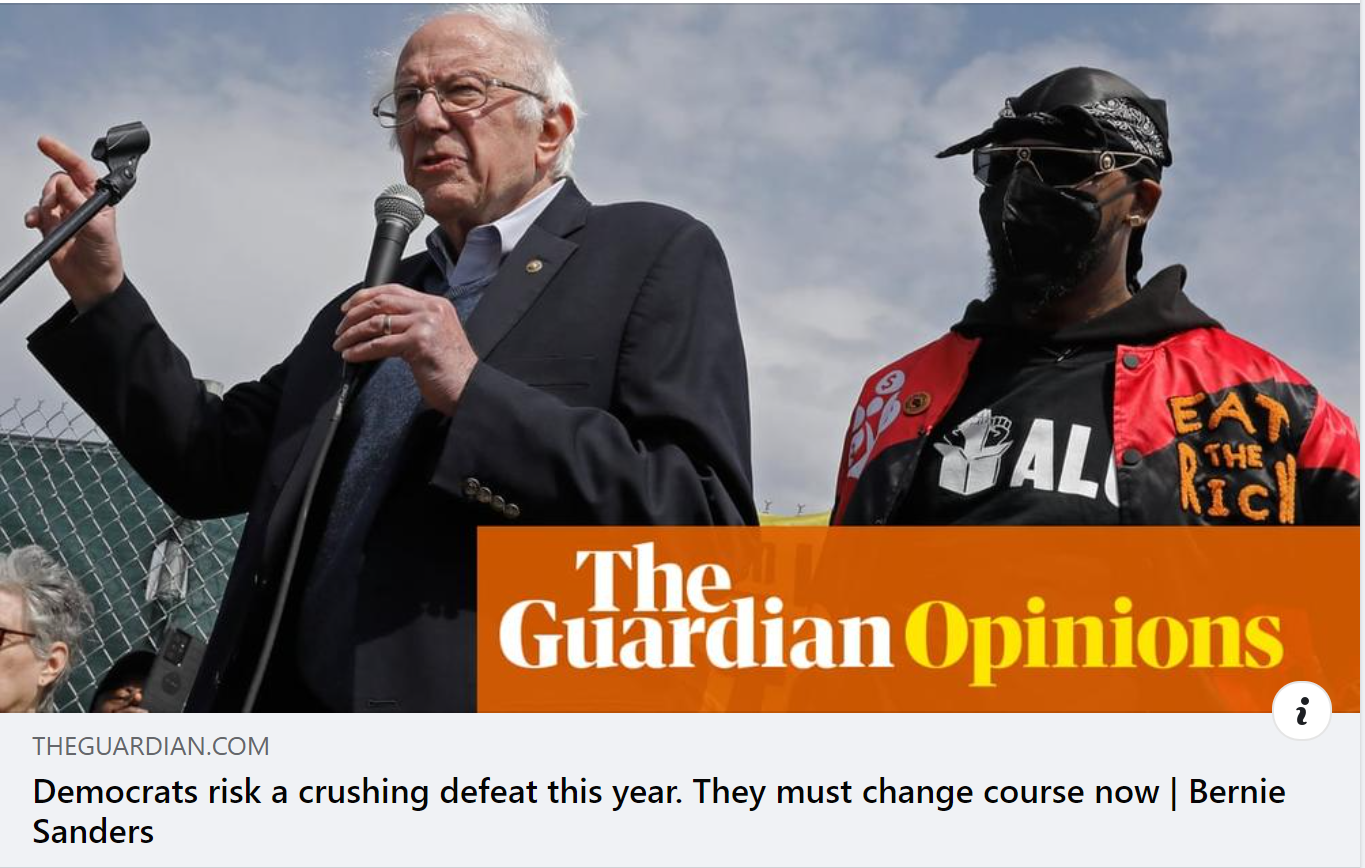 ALU
EAT
THE
RICH
The
Guardian Opinions
i
THEGUARDIAN.COM
Democrats risk a crushing defeat this year. They must change course now | Bernie
Sanders